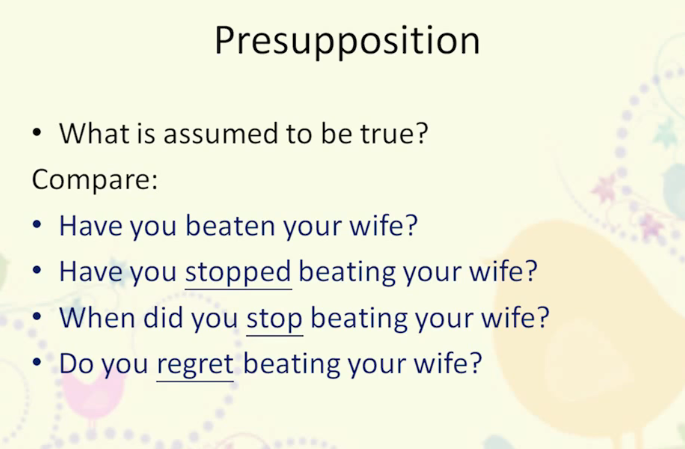 Presupposition
• What is assumed to be true?
Compare:
• Have you beaten your wife?
• Have you stopped beating your wife?
• When did you stop beating your wife?
• Do you regret beating your wife?